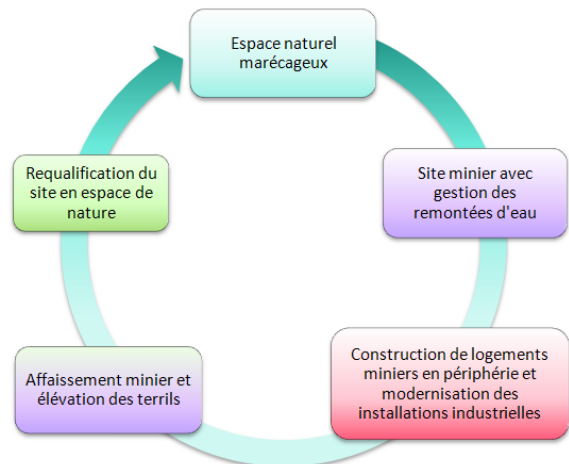 Espace naturel
marécageux
Site minier avec
gestion des
remontées d'eau
Construction de logements
miniers en périphérie et
modernisation des
installations industrielles
Affaissement minier et
élévation des terrils
Requalification du
site en espace de
nature